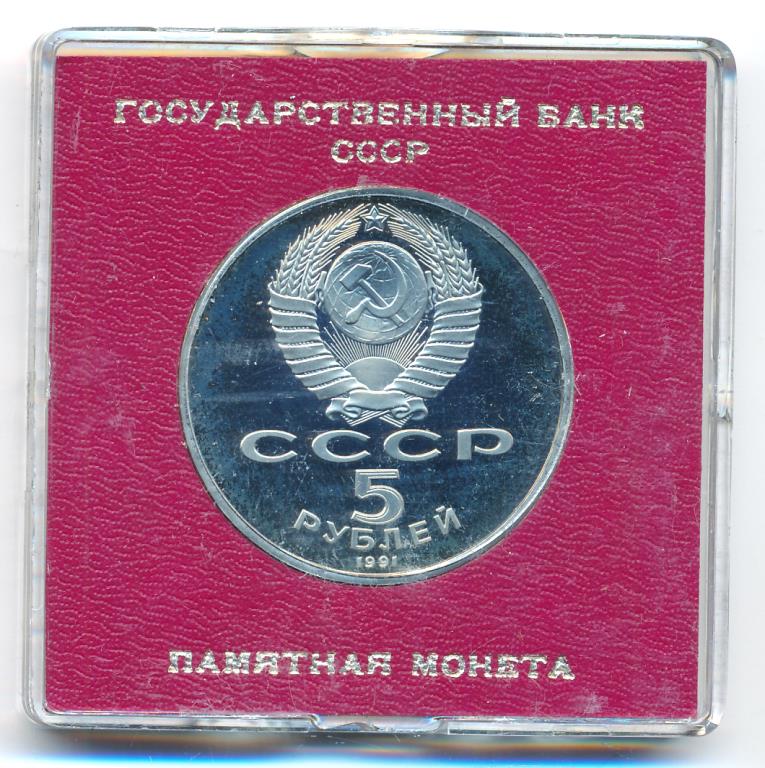 ГОСУДАРСТВЕННЫЙ БАНК
СССР
СССР
5
РУБЛЕЙ
1991
ПАМЯТНАЯ МОНЕТА